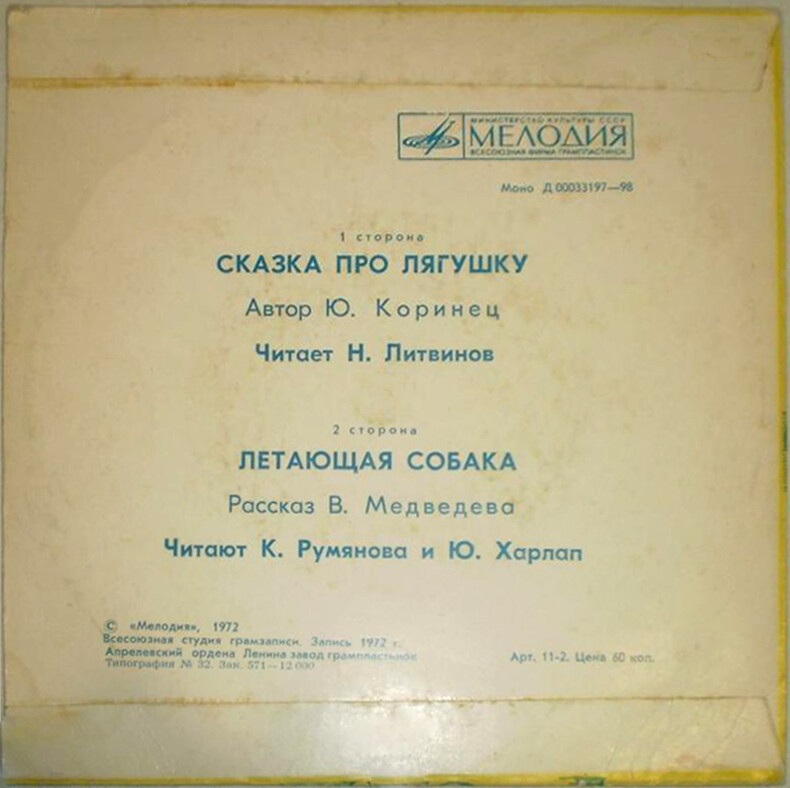 МИНИСТЕРСТВО КУЛЬТУРЫ СССР
МЕЛОДИЯ
ВСЕСОЮЗНАЯ ФИРМА ГРАМПЛАСТИНОК
Моно Д 00033197—98
1 сторона
СКАЗКА ПРО ЛЯГУШКУ
Автор Ю. Коринец
Читает Н. Литвинов
2 сторона
ЛЕТАЮЩАЯ СОБАКА
Рассказ В. Медведева
Читают К. Румянова и Ю. Харлап
© «Мелодия», 1972
Всесоюзная студия грамзаписи. Запись 1972 г.
Апрелевский ордена Ленина завод грампластинок
Типография № 32. Зак. 571—12 000
Арт. 11-2. Цена 60 коп.